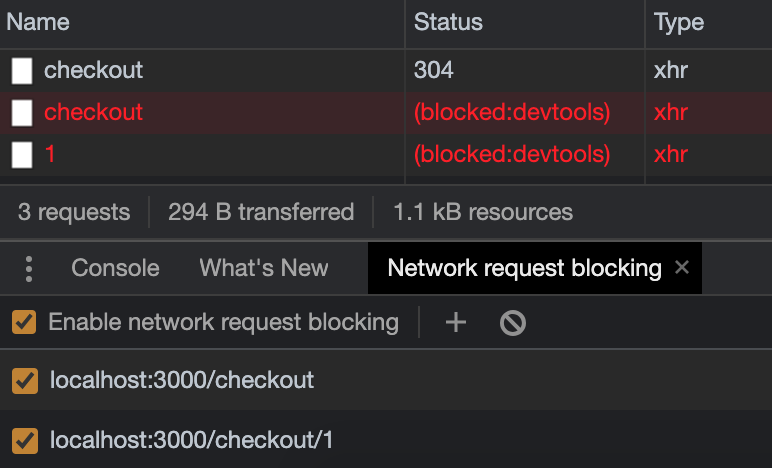 Name Status Type
checkout 304 xhr
checkout (blocked:devtools) xhr
1 (blocked:devtools) xhr
3 requests 294 B transferred 1.1 kB resources
Console What's New Network request blocking ×
Enable network request blocking
localhost:3000/checkout
localhost:3000/checkout/1